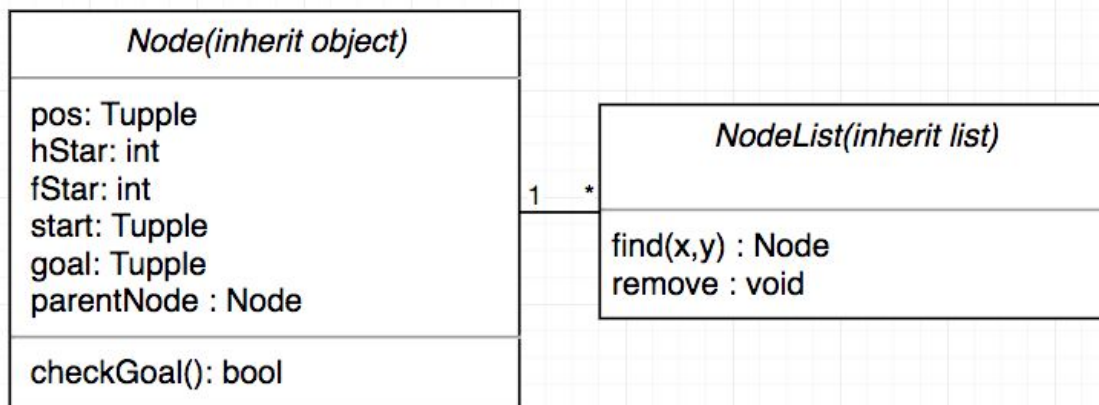 Node(inherit object)
pos: Tupple
hStar: int
fStar: int
start: Tupple
goal: Tupple
parentNode : Node
checkGoal(): bool
1 *
NodeList(inherit list)
find(x,y) : Node
remove : void